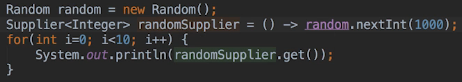 Random random = new Random();
Supplier<Integer> randomSupplier = () -> random.nextInt(1000);
for(int i=0; i<10; i++) {
    System.out.println(randomSupplier.get());
}